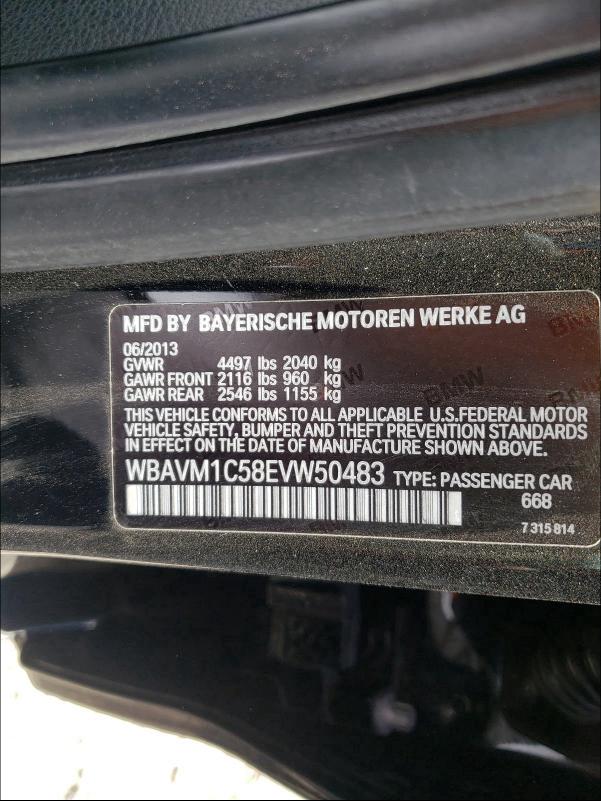 MFD BY BAYERISCHE MOTOREN WERKE AG
06/2013
GVWR 4497 lbs 2040 kg
GAWR FRONT 2116 lbs 960 kg
GAWR REAR 2546 lbs 1155 kg
THIS VEHICLE CONFORMS TO ALL APPLICABLE U.S.FEDERAL MOTOR
VEHICLE SAFETY, BUMPER AND THEFT PREVENTION STANDARDS
IN EFFECT ON THE DATE OF MANUFACTURE SHOWN ABOVE.
WBAVM1C58EVW50483 TYPE: PASSENGER CAR
668
7 315 814
BMW
BMW
BMW